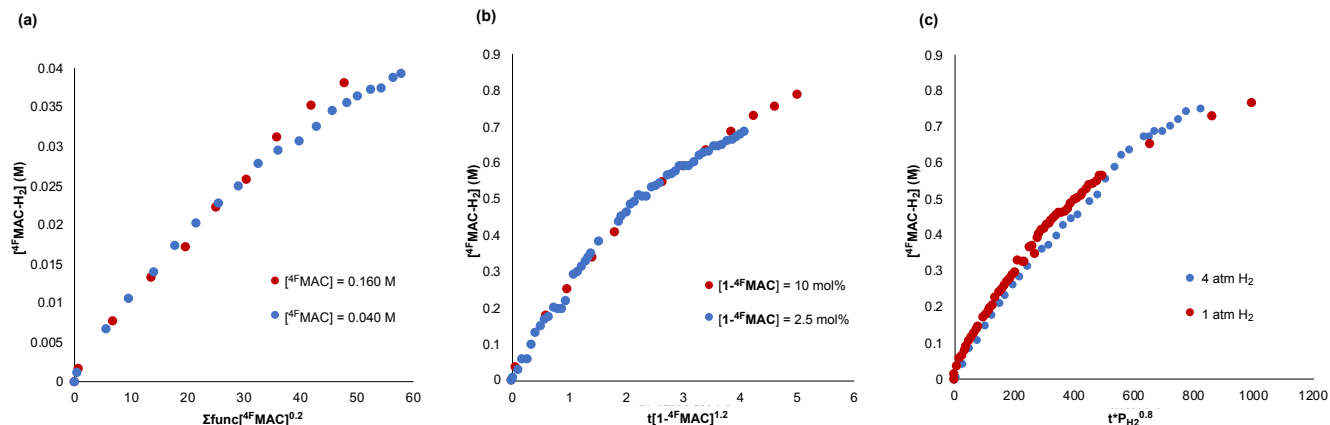 (a)
[⁴ᶠMAC-H₂] (M)
0.04
0.035
0.03
0.025
0.02
0.015
0.01
0.005
0
0 10 20 30 40 50 60
Σfunc[⁴ᶠMAC]⁰·²
[⁴ᶠMAC] = 0.160 M
[⁴ᶠMAC] = 0.040 M
(b)
[⁴ᶠMAC-H₂] (M)
0.9
0.8
0.7
0.6
0.5
0.4
0.3
0.2
0.1
0
0 1 2 3 4 5 6
t[1-⁴ᶠMAC]¹·²
[1-⁴ᶠMAC] = 10 mol%
[1-⁴ᶠMAC] = 2.5 mol%
(c)
[⁴ᶠMAC-H₂] (M)
0.9
0.8
0.7
0.6
0.5
0.4
0.3
0.2
0.1
0
0 200 400 600 800 1000 1200
t*P_H2⁰·⁸
4 atm H₂
1 atm H₂